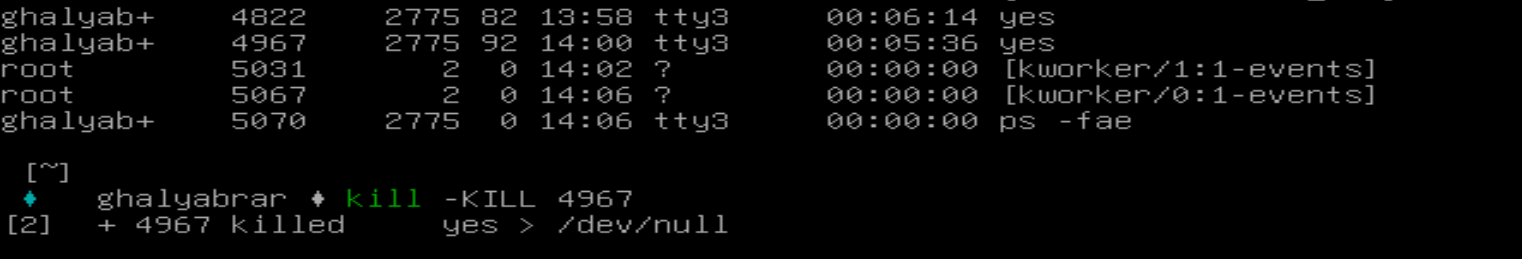 ghalyab+ 4822 2775 82 13:58 tty3 00:06:14 yes
ghalyab+ 4967 2775 92 14:00 tty3 00:05:36 yes
root 5031 2 0 14:02 ? 00:00:00 [kworker/1:1-events]
root 5067 2 0 14:06 ? 00:00:00 [kworker/0:1-events]
ghalyab+ 5070 2775 0 14:06 tty3 00:00:00 ps -fae
[~]
♦ ghalyabrar ♦ kill -KILL 4967
[2] + 4967 killed yes > /dev/null